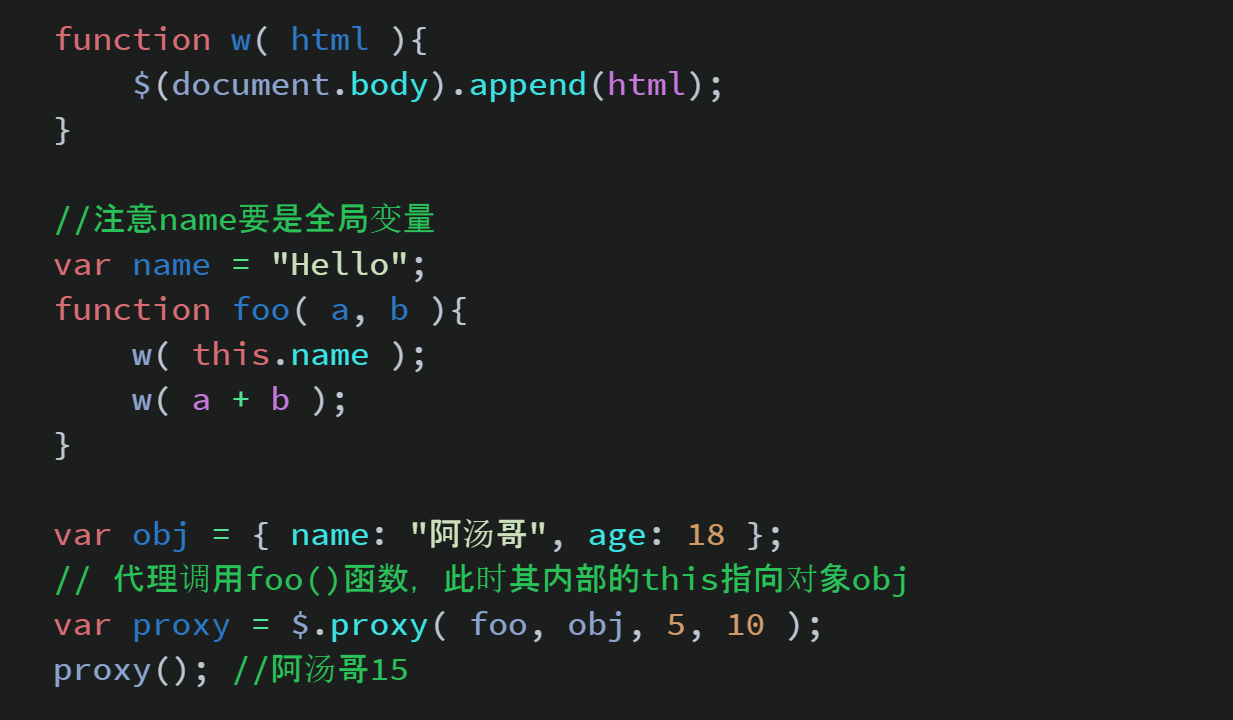 function w( html ){
    $(document.body).append(html);
}

//注意name要是全局变量
var name = "Hello";
function foo( a, b ){
    w( this.name );
    w( a + b );
}

var obj = { name: "阿汤哥", age: 18 };
// 代理调用foo()函数，此时其内部的this指向对象obj
var proxy = $.proxy( foo, obj, 5, 10 );
proxy(); //阿汤哥15